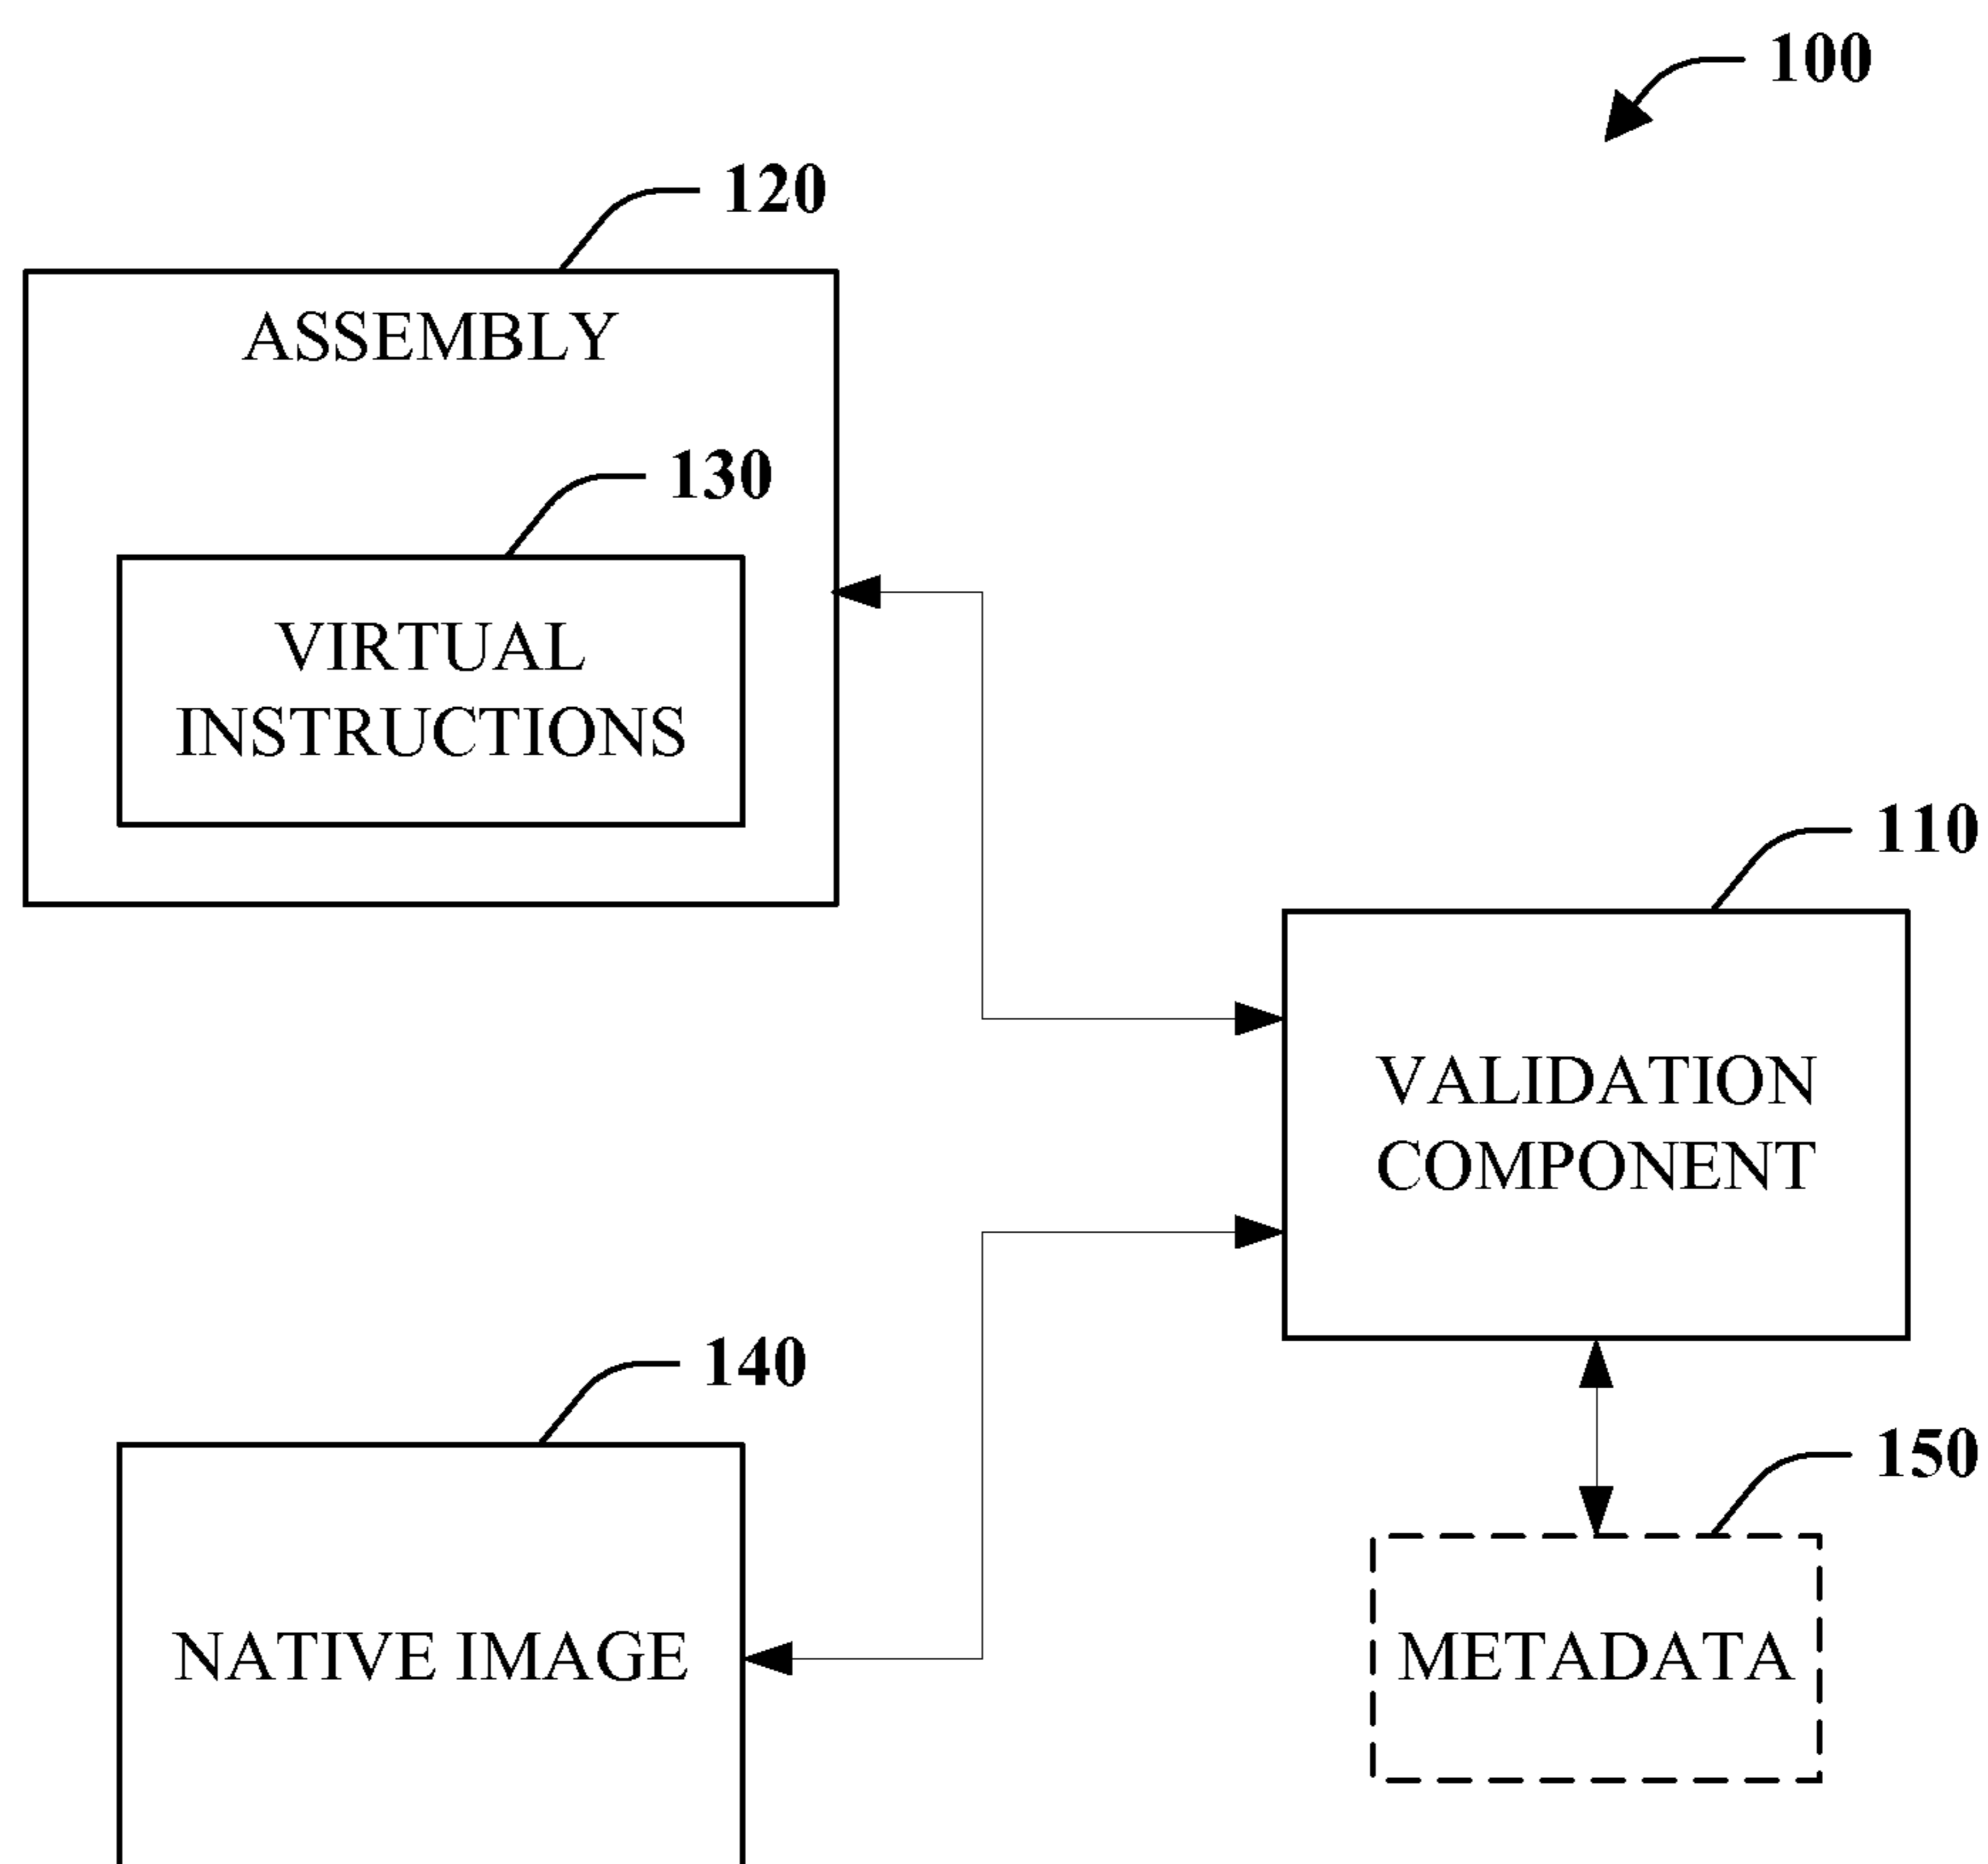 100
120
ASSEMBLY
130
VIRTUAL
INSTRUCTIONS
110
VALIDATION
COMPONENT
140
NATIVE IMAGE
150
METADATA